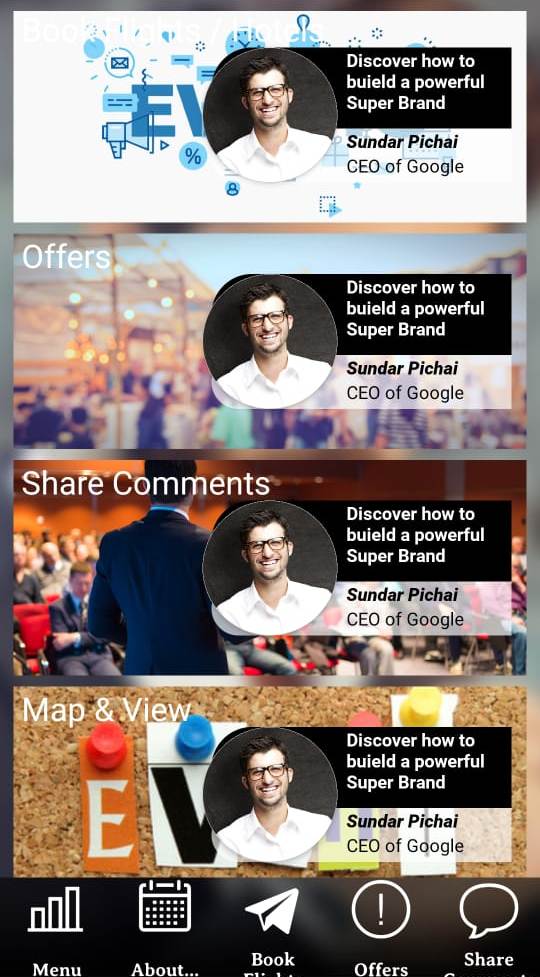 Book Flights / Hotels
Discover how to
buield a powerful
Super Brand
Sundar Pichai
CEO of Google
%
Offers
Discover how to
buield a powerful
Super Brand
Sundar Pichai
CEO of Google
Share Comments
Discover how to
buield a powerful
Super Brand
Sundar Pichai
CEO of Google
Map & View
Discover how to
buield a powerful
Super Brand
Sundar Pichai
CEO of Google
E
Menu
About...
Book
Offers
Share